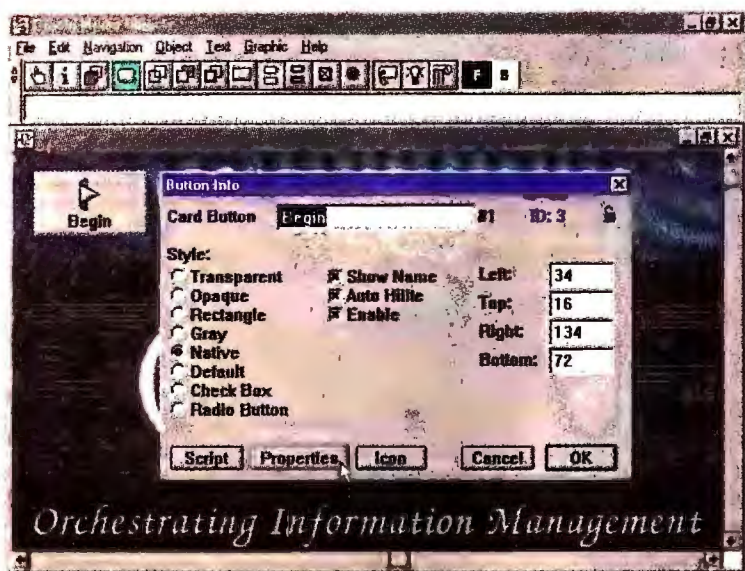 File Edit Navigation Object Text Graphic Help
F B
Begin
Button Info
Card Button Begin #1 ID: 3
Style:
Transparent
Opaque
Rectangle
Gray
Native
Default
Check Box
Radio Button
Show Name
Auto Hilite
Enable
Left: 34
Top: 16
Right: 134
Bottom: 72
Script Properties Icon Cancel OK
Orchestrating Information Management